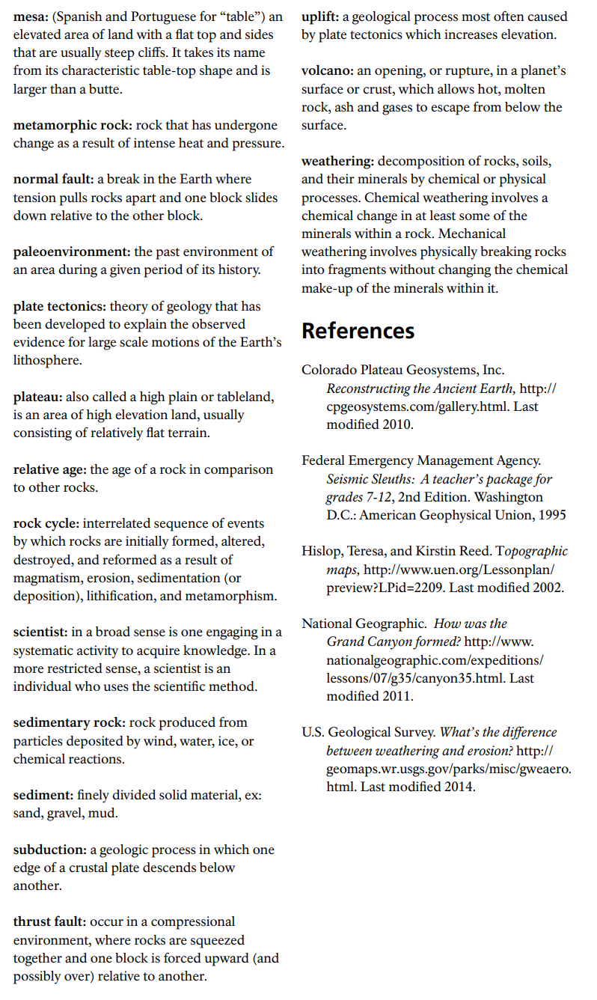 mesa: (Spanish and Portuguese for “table”) an
elevated area of land with a flat top and sides
that are usually steep cliffs. It takes its name
from its characteristic table-top shape and is
larger than a butte.
metamorphic rock: rock that has undergone
change as a result of intense heat and pressure.
normal fault: a break in the Earth where
tension pulls rocks apart and one block slides
down relative to the other block.
paleoenvironment: the past environment of
an area during a given period of its history.
plate tectonics: theory of geology that has
been developed to explain the observed
evidence for large scale motions of the Earth’s
lithosphere.
plateau: also called a high plain or tableland,
is an area of high elevation land, usually
consisting of relatively flat terrain.
relative age: the age of a rock in comparison
to other rocks.
rock cycle: interrelated sequence of events
by which rocks are initially formed, altered,
destroyed, and reformed as a result of
magmatism, erosion, sedimentation (or
deposition), lithification, and metamorphism.
scientist: in a broad sense is one engaging in a
systematic activity to acquire knowledge. In a
more restricted sense, a scientist is an
individual who uses the scientific method.
sedimentary rock: rock produced from
particles deposited by wind, water, ice, or
chemical reactions.
sediment: finely divided solid material, ex:
sand, gravel, mud.
subduction: a geologic process in which one
edge of a crustal plate descends below
another.
thrust fault: occur in a compressional
environment, where rocks are squeezed
together and one block is forced upward (and
possibly over) relative to another.
uplift: a geological process most often caused
by plate tectonics which increases elevation.
volcano: an opening, or rupture, in a planet’s
surface or crust, which allows hot, molten
rock, ash and gases to escape from below the
surface.
weathering: decomposition of rocks, soils,
and their minerals by chemical or physical
processes. Chemical weathering involves a
chemical change in at least some of the
minerals within a rock. Mechanical
weathering involves physically breaking rocks
into fragments without changing the chemical
make-up of the minerals within it.
References
Colorado Plateau Geosystems, Inc.
Reconstructing the Ancient Earth, http://
cpgeosystems.com/gallery.html. Last
modified 2010.
Federal Emergency Management Agency.
Seismic Sleuths: A teacher’s package for
grades 7-12, 2nd Edition. Washington
D.C.: American Geophysical Union, 1995
Hislop, Teresa, and Kirstin Reed. Topographic
maps, http://www.uen.org/Lessonplan/
preview?LPid=2209. Last modified 2002.
National Geographic. How was the
Grand Canyon formed? http://www.
nationalgeographic.com/expeditions/
lessons/07/g35/canyon35.html. Last
modified 2011.
U.S. Geological Survey. What’s the difference
between weathering and erosion? http://
geomaps.wr.usgs.gov/parks/misc/gweaero.
html. Last modified 2014.